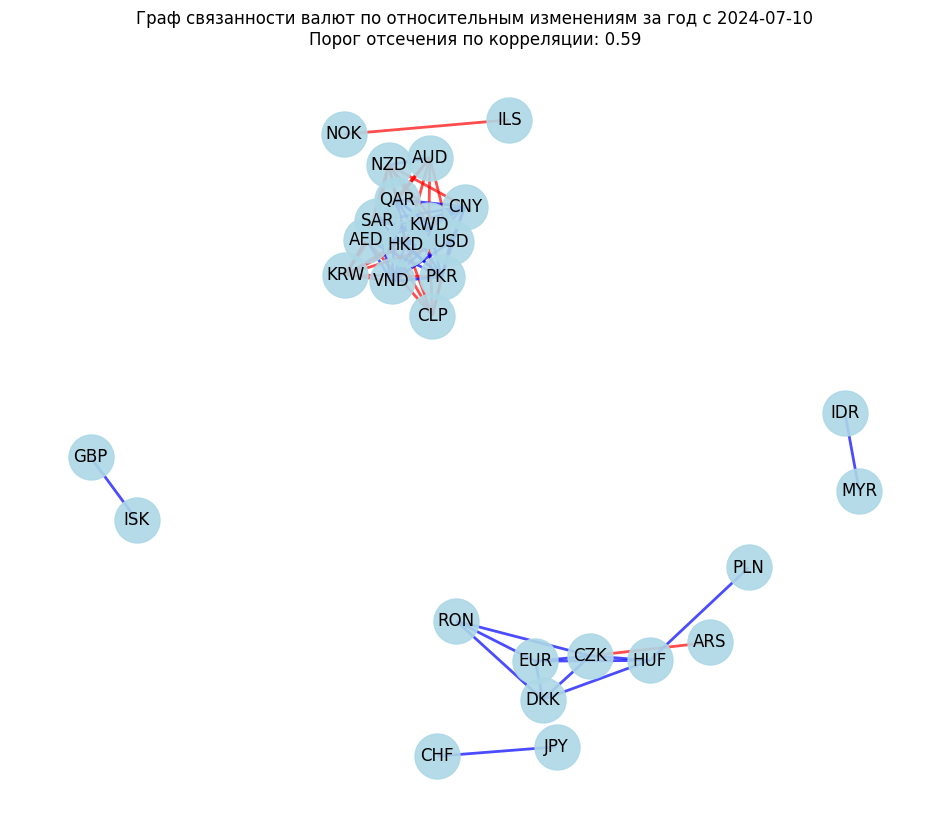 Граф связанности валют по относительным изменениям за год с 2024-07-10
Порог отсечения по корреляции: 0.59
ILS
NOK
AUD
NZD
QAR
CNY
SAR
KWD
AED
HKD
USD
KRW
VND
PKR
CLP
IDR
GBP
MYR
ISK
PLN
RON
ARS
EUR
CZK
HUF
DKK
JPY
CHF